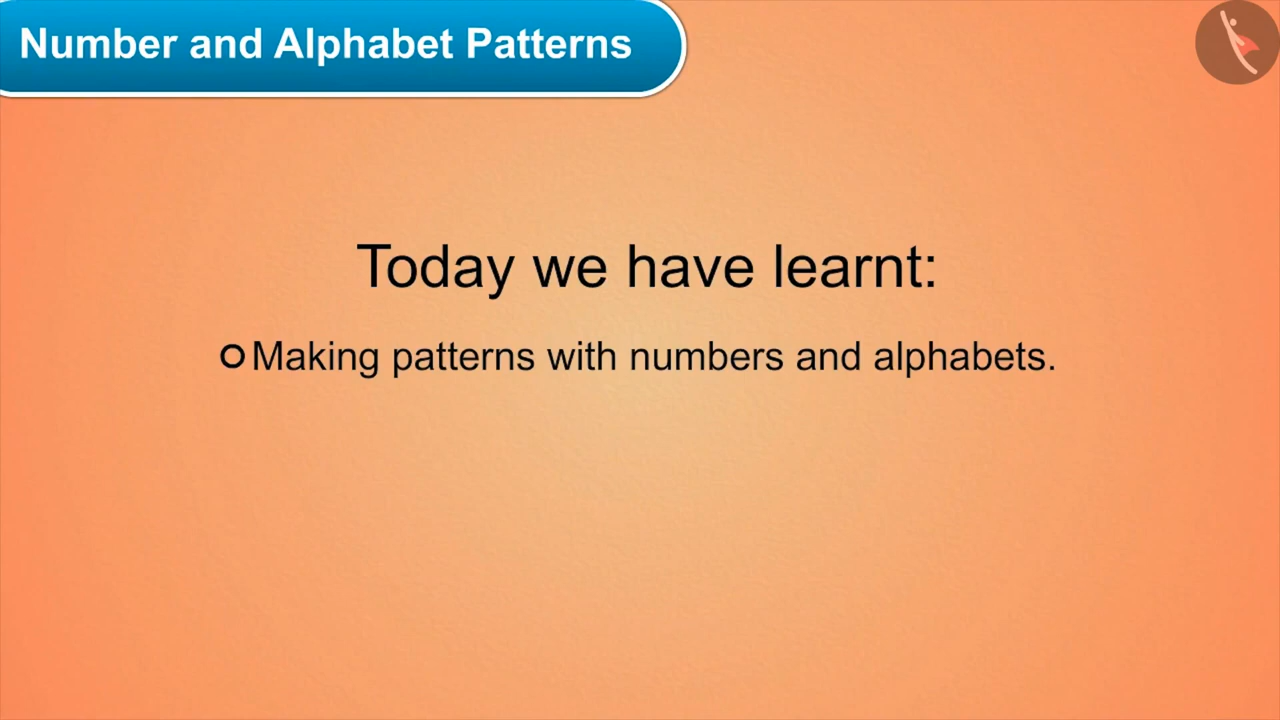 Number and Alphabet Patterns
Today we have learnt:
Making patterns with numbers and alphabets.